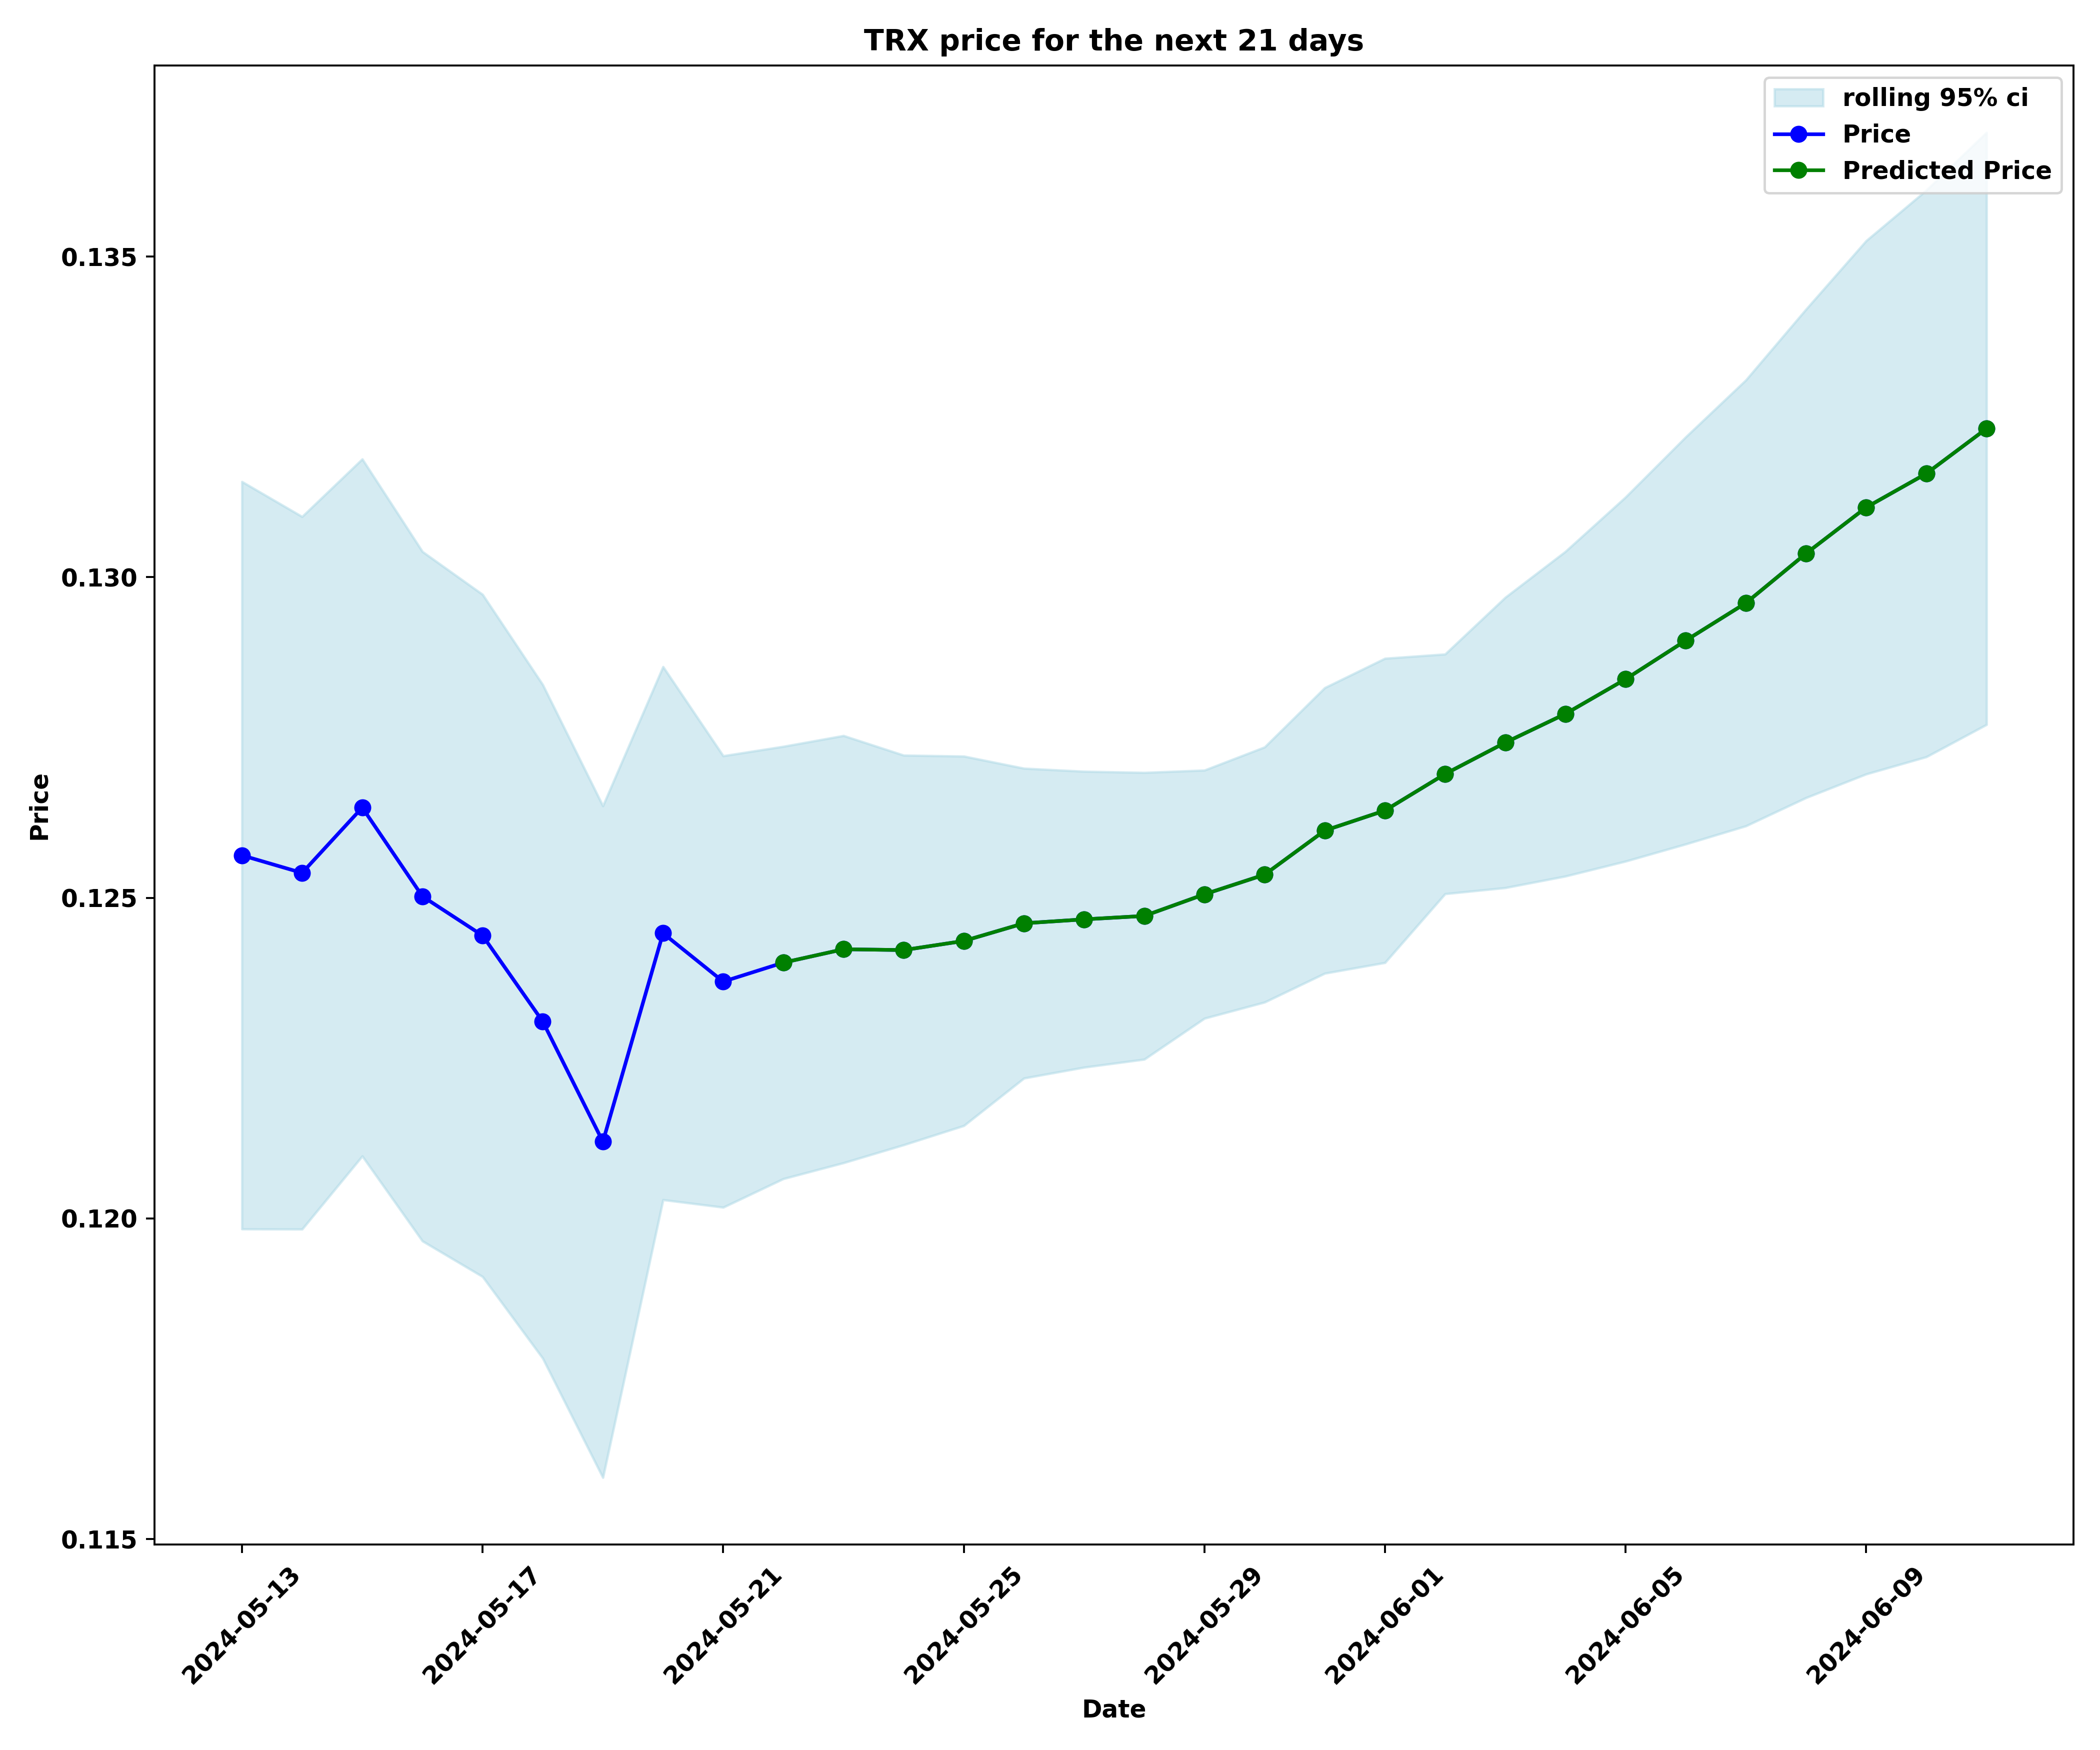 TRX price for the next 21 days
rolling 95% ci
Price
Predicted Price
0.135
0.130
0.125
0.120
0.115
Price
2024-05-13
2024-05-17
2024-05-21
2024-05-25
2024-05-29
2024-06-01
2024-06-05
2024-06-09
Date